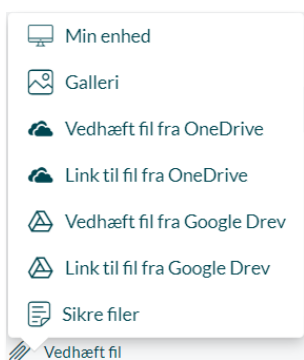 Min enhed
Galleri
Vedhæft fil fra OneDrive
Link til fil fra OneDrive
Vedhæft fil fra Google Drev
Link til fil fra Google Drev
Sikre filer
Vedhæft fil